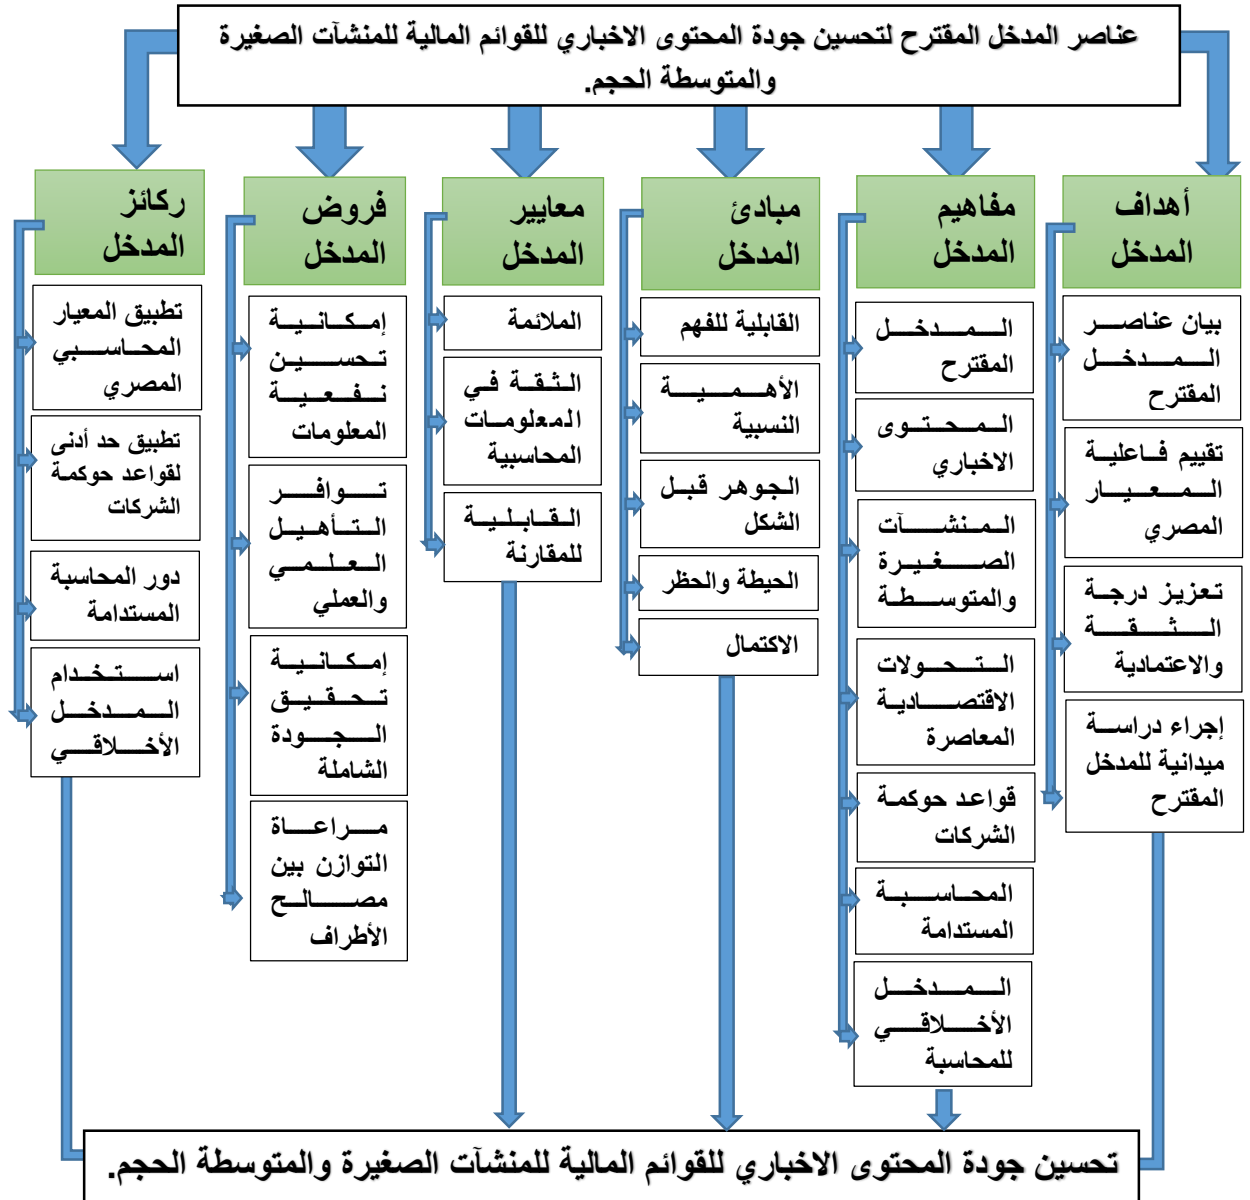 عناصر المدخل المقترح لتحسين جودة المحتوى الاخباري للقوائم المالية للمنشآت الصغيرة
والمتوسطة الحجم.
أهداف
المدخل
بيان عناصر
المدخل
المقترح
تقييم فاعلية
المعيار
المصري
تعزيز درجة
الثقة
والاعتمادية
إجراء دراسة
ميدانية للمدخل
المقترح
مفاهيم
المدخل
المدخل
المقترح
المحتوى
الاخباري
المنشآت
الصغيرة
والمتوسطة
التحولات
الاقتصادية
المعاصرة
قواعد حوكمة
الشركات
المحاسبة
المستدامة
المدخل
الأخلاقي
للمحاسبة
مبادئ
المدخل
القابلية للفهم
الأهمية
النسبية
الجوهر قبل
الشكل
الحيطة والحظر
الاكتمال
معايير
المدخل
الملائمة
الثقة في
المعلومات
المحاسبية
القابلية
للمقارنة
فروض
المدخل
إمكانية
تحسين
نفعية
المعلومات
توافر
التأهيل
العلمي
والعملي
إمكانية
تحقيق
الجودة
الشاملة
مراعاة
التوازن بين
مصالح
الأطراف
ركائز
المدخل
تطبيق المعيار
المحاسبي
المصري
تطبيق حد أدنى
لقواعد حوكمة
الشركات
دور المحاسبة
المستدامة
استخدام
المدخل
الأخلاقي
تحسين جودة المحتوى الاخباري للقوائم المالية للمنشآت الصغيرة والمتوسطة الحجم.